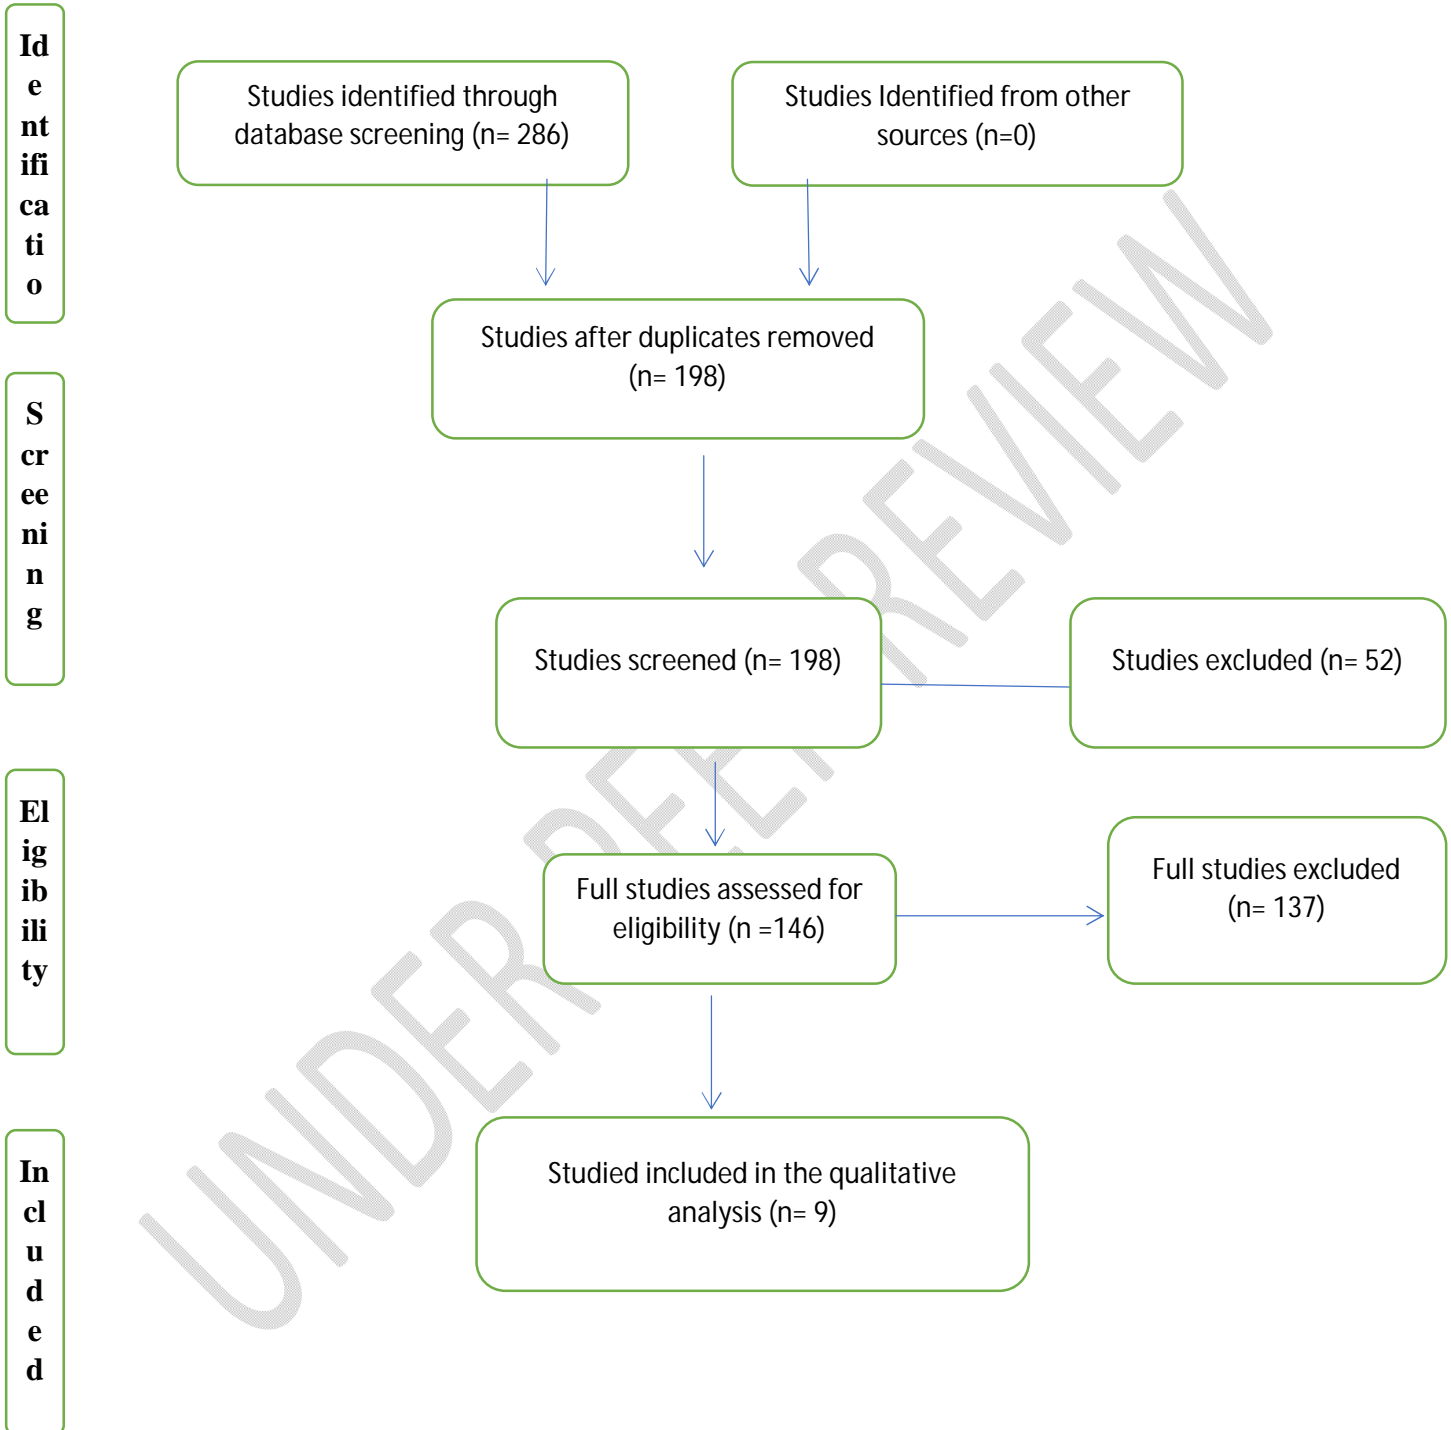 Id
e
nt
ifi
ca
ti
o
Studies identified through
database screening (n= 286)
Studies Identified from other
sources (n=0)
Studies after duplicates removed
(n= 198)
S
cr
ee
ni
n
g
Studies screened (n= 198)
Studies excluded (n= 52)
El
ig
ib
ili
ty
Full studies assessed for
eligibility (n =146)
Full studies excluded
(n= 137)
In
cl
u
d
e
d
Studied included in the qualitative
analysis (n= 9)
UNDER PEER REVIEW